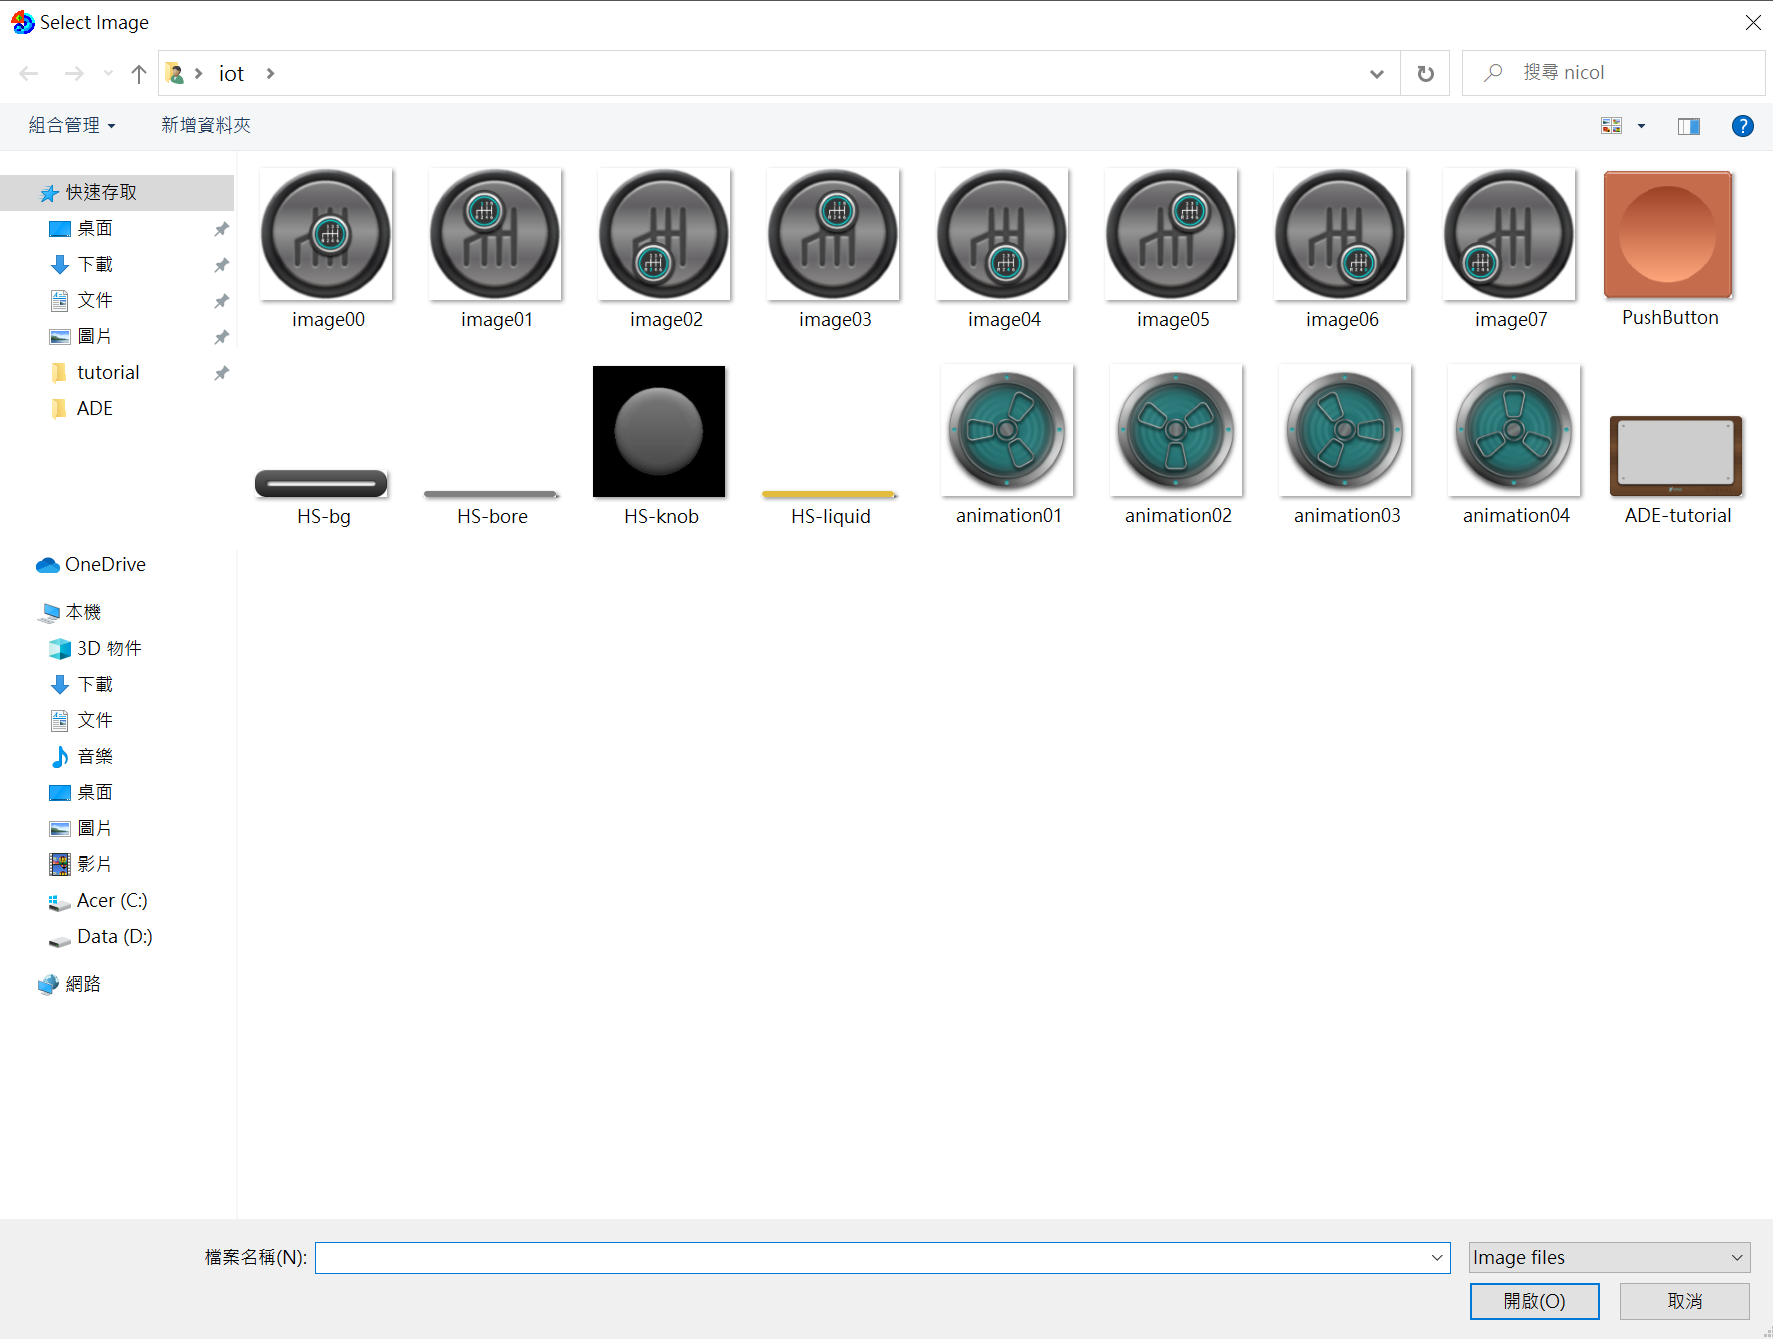 Select Image
iot
搜尋 nicol
組合管理
新增資料夾
快速存取
桌面
下載
文件
圖片
tutorial
ADE
OneDrive
本機
3D 物件
下載
文件
音樂
桌面
圖片
影片
Acer (C:)
Data (D:)
網路
image00
image01
image02
image03
image04
image05
image06
image07
PushButton
HS-bg
HS-bore
HS-knob
HS-liquid
animation01
animation02
animation03
animation04
ADE-tutorial
檔案名稱(N):
Image files
開啟(O)
取消